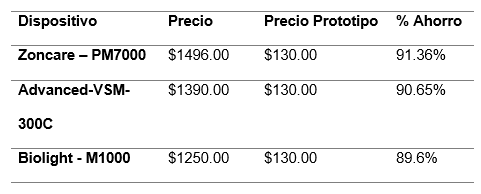 Dispositivo Precio Precio Prototipo % Ahorro
Zoncare – PM7000 $1496.00 $130.00 91.36%
Advanced-VSM- $1390.00 $130.00 90.65%
300C
Biolight - M1000 $1250.00 $130.00 89.6%